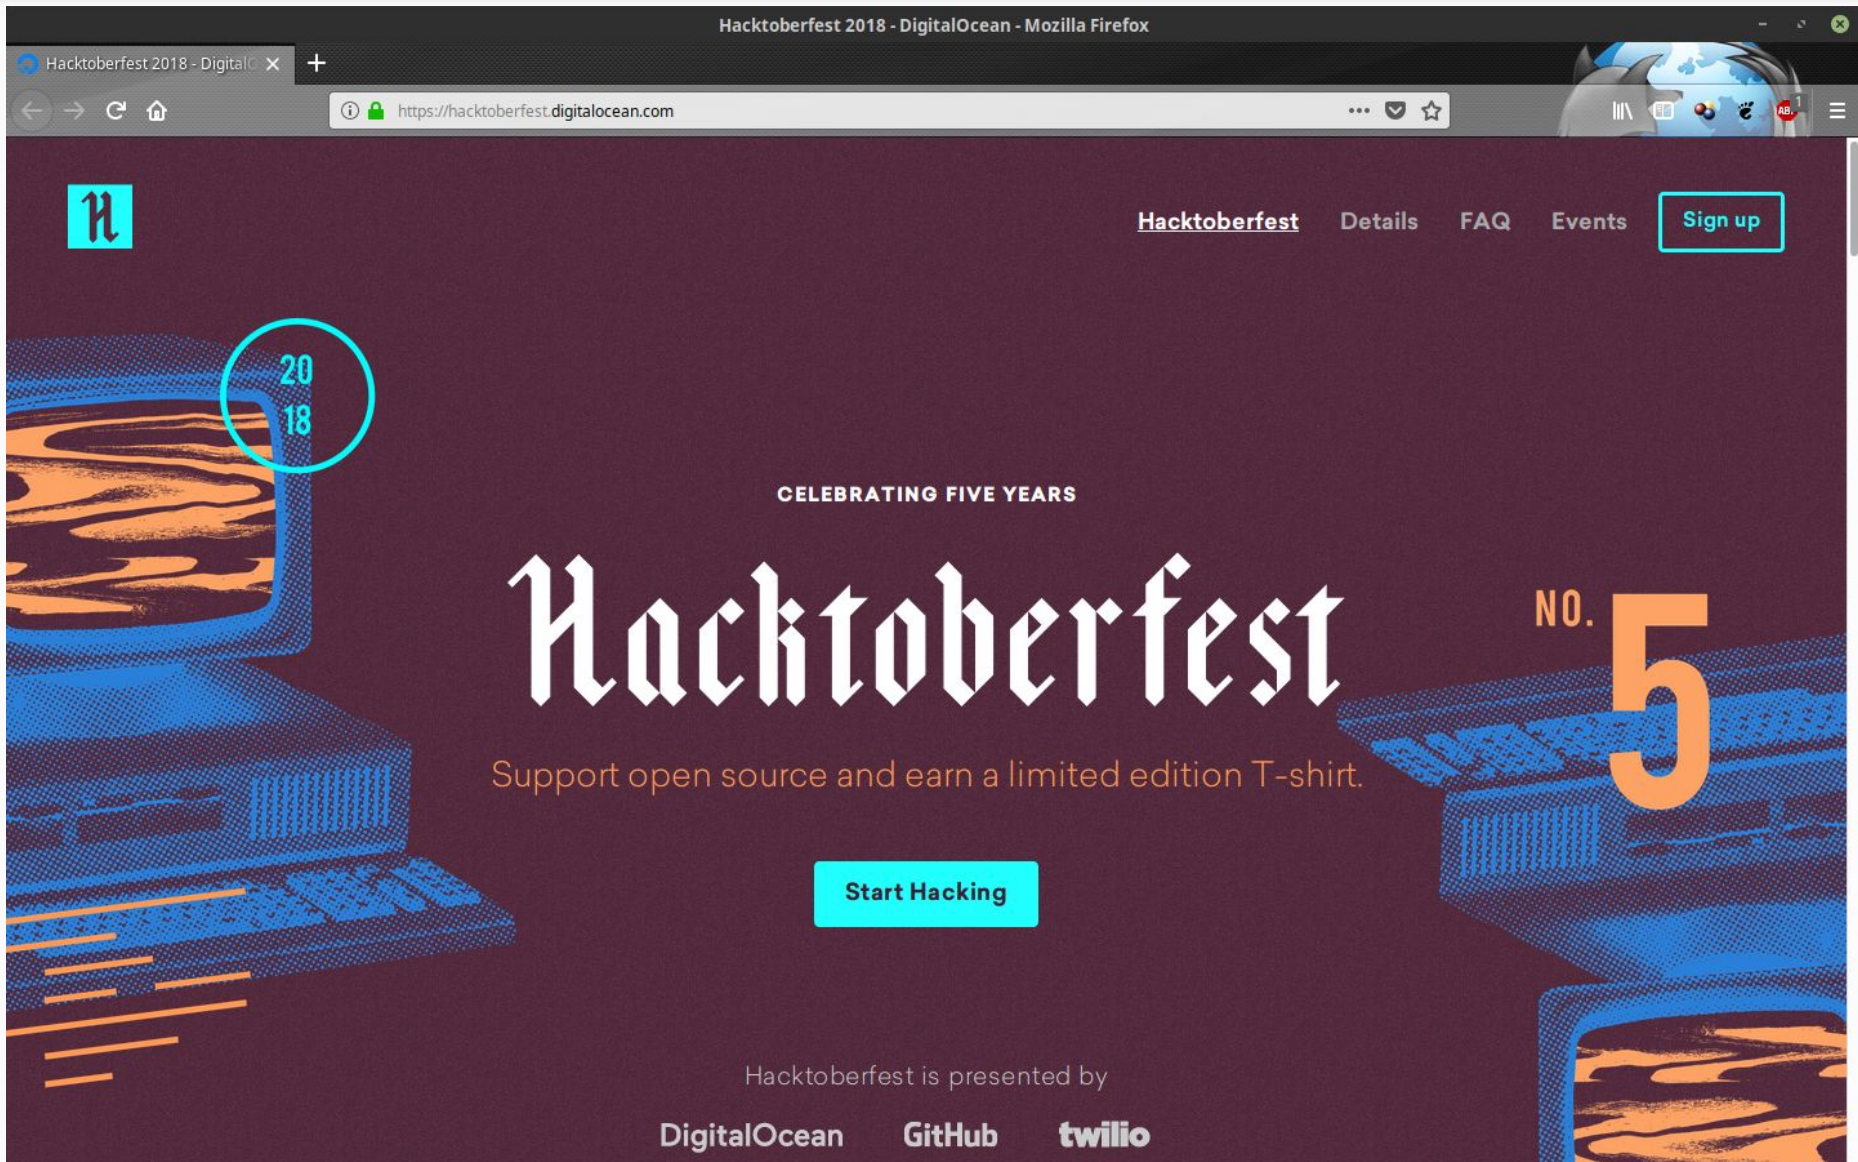 Hacktoberfest 2018 - DigitalOcean - Mozilla Firefox
Hacktoberfest 2018 - Digital
https://hacktoberfest.digitalocean.com
1
ABP
H
Hacktoberfest Details FAQ Events Sign up
20
18
CELEBRATING FIVE YEARS
Hacktoberfest
NO. 5
Support open source and earn a limited edition T-shirt.
Start Hacking
Hacktoberfest is presented by
DigitalOcean GitHub twilio